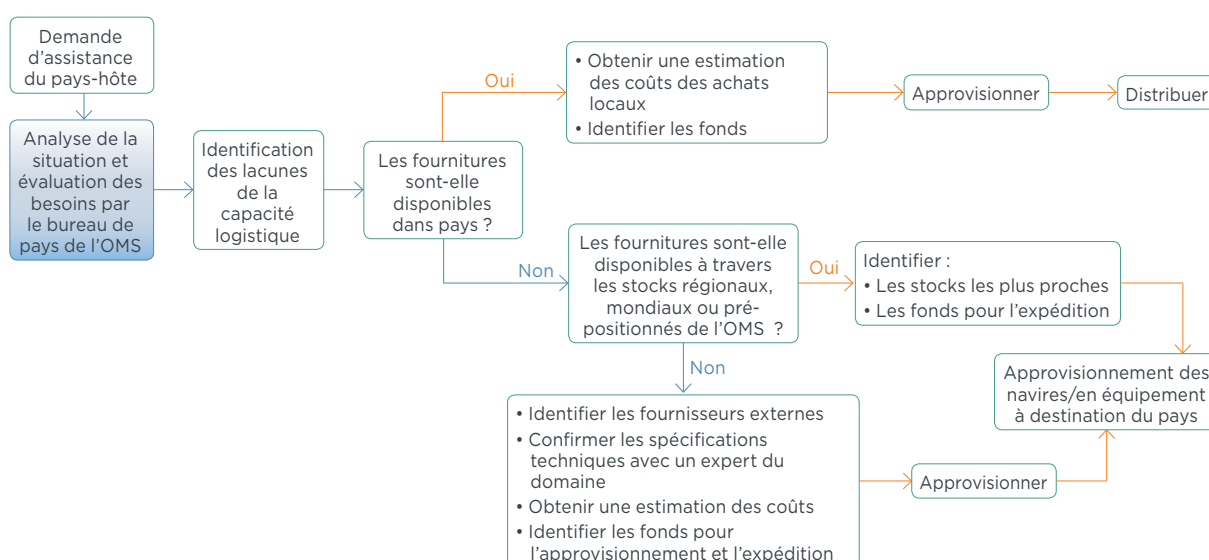 Demande
d'assistance
du pays-hôte
Analyse de la
situation et
évaluation des
besoins par
le bureau de
pays de l'OMS
Identification
des lacunes
de la
capacité
logistique
Les fournitures
sont-elle
disponibles
dans pays ?
Oui
• Obtenir une estimation
des coûts des achats
locaux
• Identifier les fonds
Approvisionner
Distribuer
Non
Les fournitures sont-elle
disponibles à travers
les stocks régionaux,
mondiaux ou pré-
positionnés de l'OMS ?
Oui
Identifier :
• Les stocks les plus proches
• Les fonds pour l'expédition
Approvisionnement des
navires/en équipement
à destination du pays
Non
• Identifier les fournisseurs externes
• Confirmer les spécifications
techniques avec un expert du
domaine
• Obtenir une estimation des coûts
• Identifier les fonds pour
l'approvisionnement et l'expédition
Approvisionner